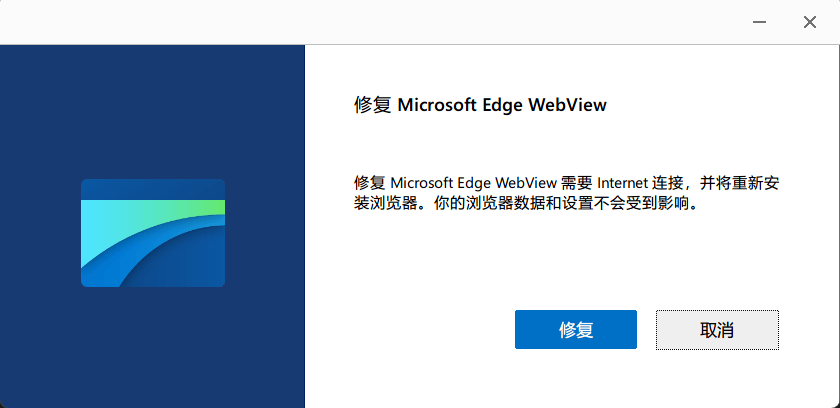 修复 Microsoft Edge WebView
修复 Microsoft Edge WebView 需要 Internet 连接，并将重新安
装浏览器。你的浏览器数据和设置不会受到影响。
修复
取消